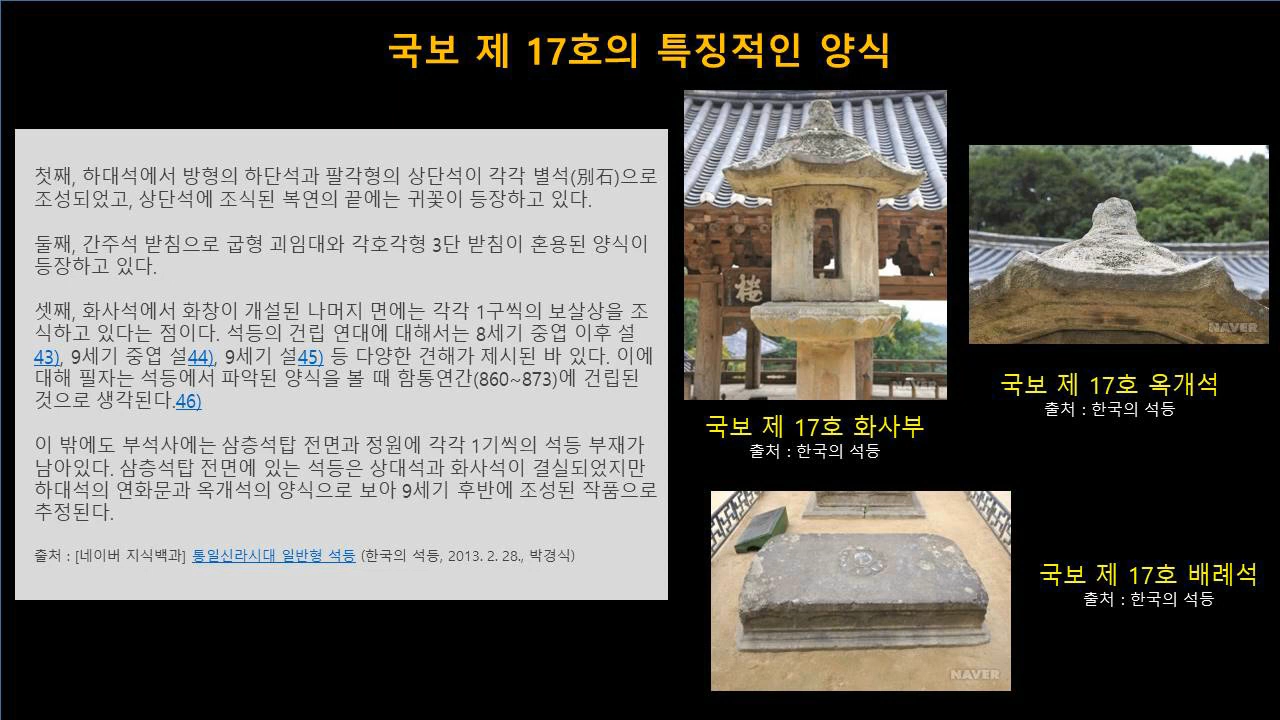 국보 제 17호의 특징적인 양식
첫째, 하대석에서 방형의 하단석과 팔각형의 상단석이 각각 별석(別石)으로
조성되었고, 상단석에 조식된 복연의 끝에는 귀꽃이 등장하고 있다.
둘째, 간주석 받침으로 굽형 괴임대와 각호각형 3단 받침이 혼용된 양식이
등장하고 있다.
셋째, 화사석에서 화창이 개설된 나머지 면에는 각각 1구씩의 보살상을 조
식하고 있다는 점이다. 석등의 건립 연대에 대해서는 8세기 중엽 이후 설
43), 9세기 중엽 설44), 9세기 설45) 등 다양한 견해가 제시된 바 있다. 이에
대해 필자는 석등에서 파악된 양식을 볼 때 함통연간(860~873)에 건립된
것으로 생각된다.46)
이 밖에도 부석사에는 삼층석탑 전면과 정원에 각각 1기씩의 석등 부재가
남아있다. 삼층석탑 전면에 있는 석등은 상대석과 화사석이 결실되었지만
하대석의 연화문과 옥개석의 양식으로 보아 9세기 후반에 조성된 작품으로
추정된다.
출처 : [네이버 지식백과] 통일신라시대 일반형 석등 (한국의 석등, 2013. 2. 28., 박경식)
樓
NAVER
국보 제 17호 화사부
출처 : 한국의 석등
NAVER
국보 제 17호 옥개석
출처 : 한국의 석등
NAVER
국보 제 17호 배례석
출처 : 한국의 석등